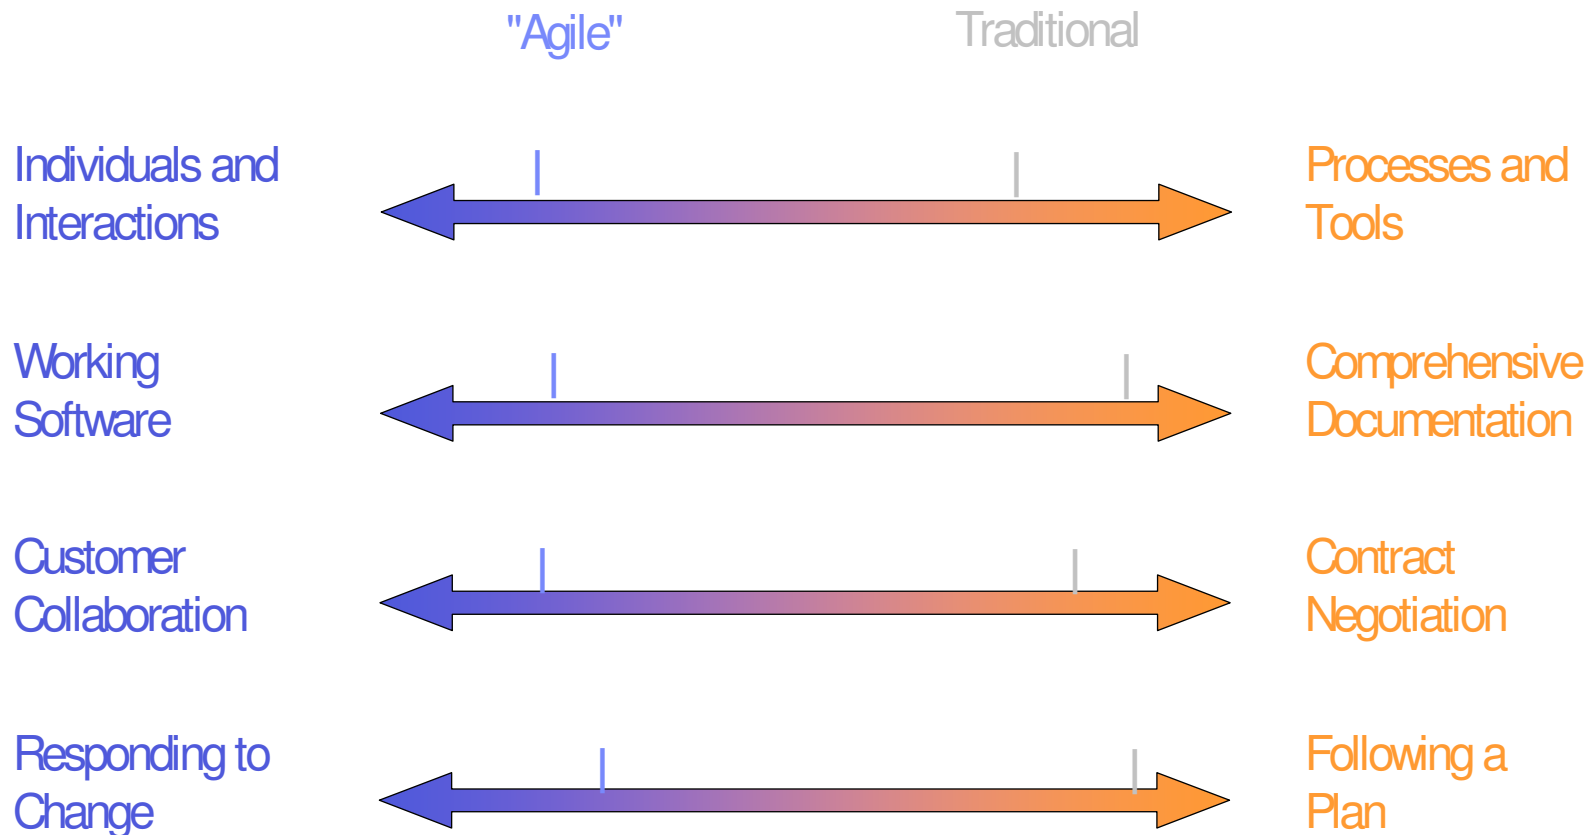 "Agile"
Traditional
Individuals and
Interactions
Processes and
Tools
Working
Software
Comprehensive
Documentation
Customer
Collaboration
Contract
Negotiation
Responding to
Change
Following a
Plan